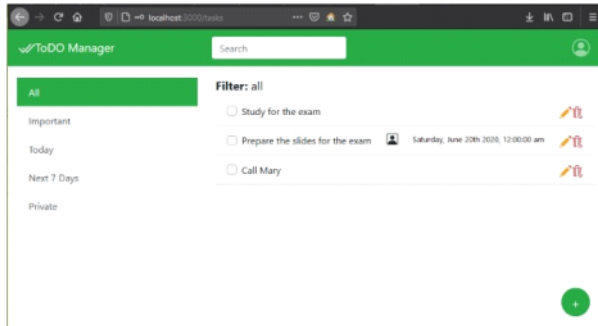 localhost:3000/tasks
ToDO Manager
Search
All
Important
Today
Next 7 Days
Private
Filter: all
Study for the exam
Prepare the slides for the exam Saturday, June 20th 2020, 12:00:00 am
Call Mary
+